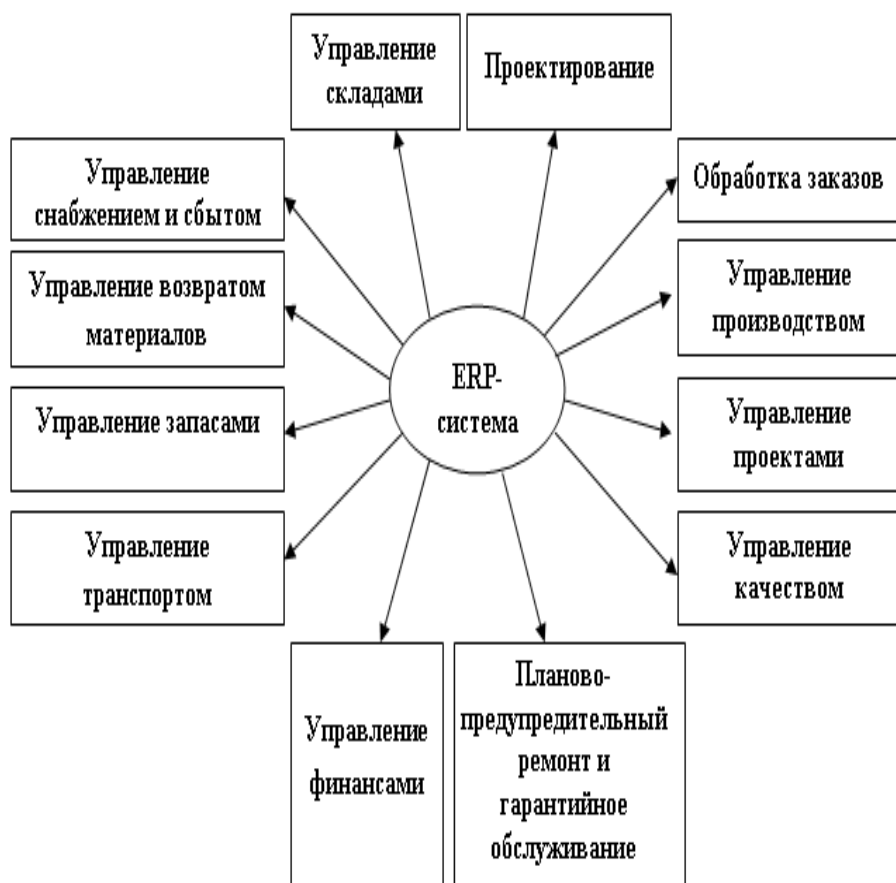 Управление
складами
Проектирование
Управление
снабжением и сбытом
Обработка заказов
Управление возвратом
материалов
Управление
производством
ERP-
система
Управление запасами
Управление
проектами
Управление
транспортом
Управление
качеством
Управление
финансами
Планово-
предупредительный
ремонт и
гарантийное
обслуживание